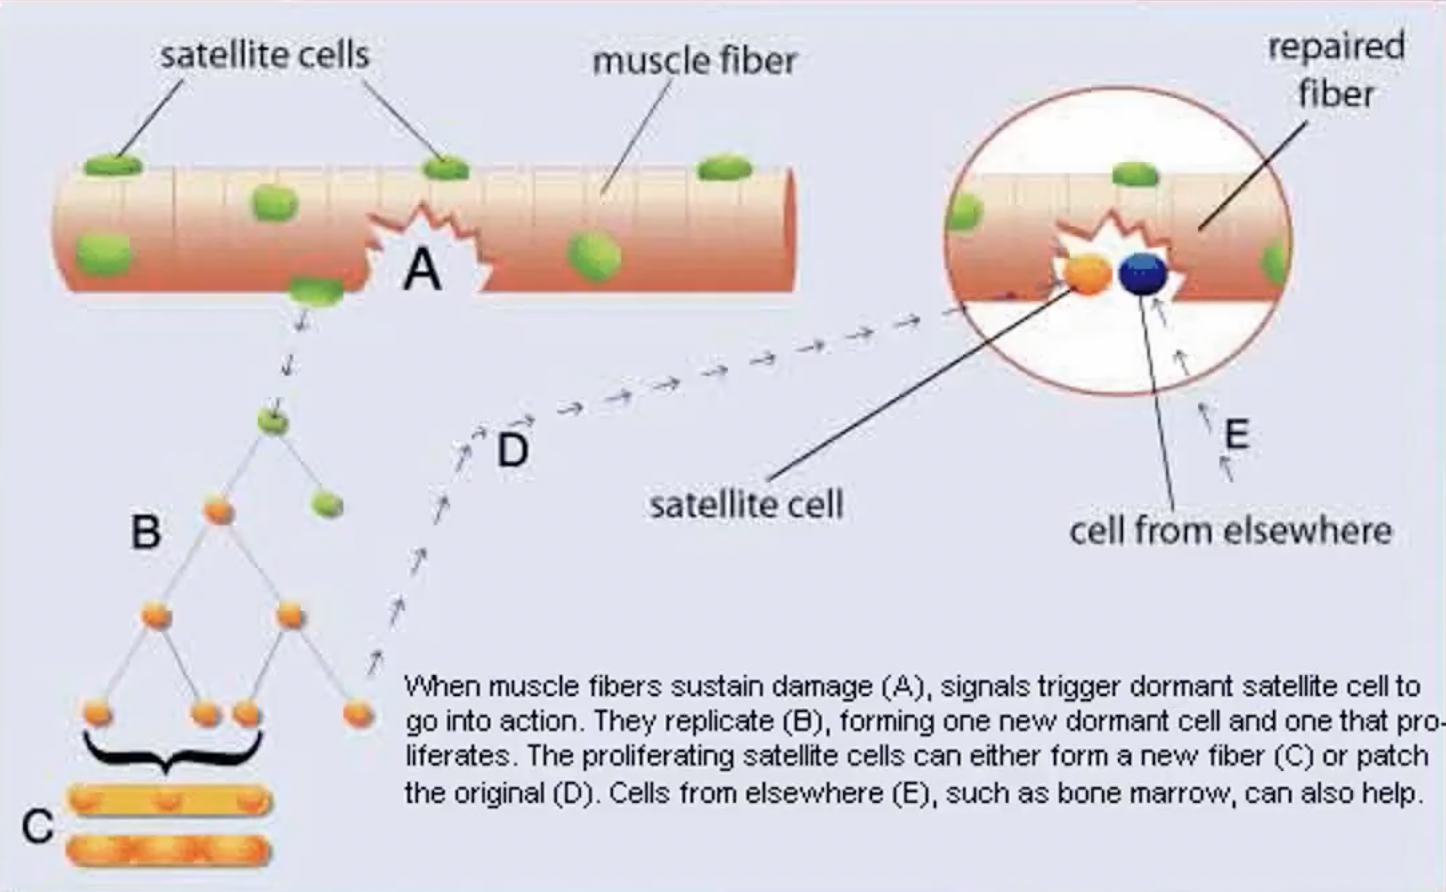 satellite cells
muscle fiber
repaired
fiber
A
D
E
B
satellite cell
cell from elsewhere
When muscle fibers sustain damage (A), signals trigger dormant satellite cell to
go into action. They replicate (B), forming one new dormant cell and one that pro-
liferates. The proliferating satellite cells can either form a new fiber (C) or patch
the original (D). Cells from elsewhere (E), such as bone marrow, can also help.
C